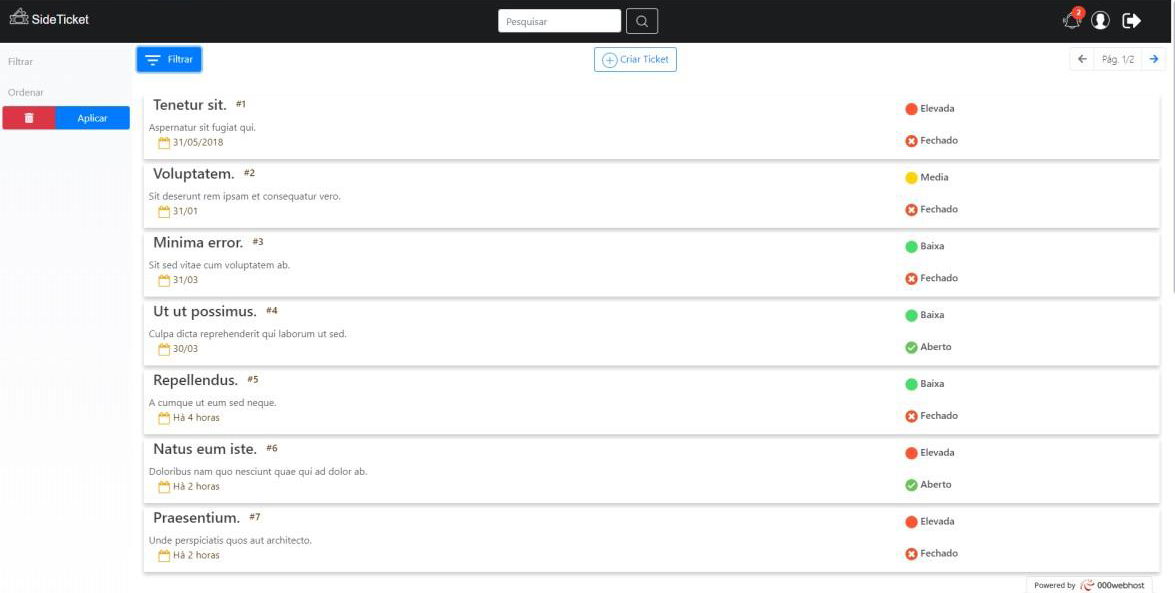 SideTicket
Pesquisar
2
Filtrar
Ordenar
Aplicar
Filtrar
Criar Ticket
Pág. 1/2
Tenetur sit. #1
Elevada
Aspernatur sit fugiat qui.
31/05/2018
Fechado
Voluptatem. #2
Media
Sit deserunt rem ipsam et consequatur vero.
31/01
Fechado
Minima error. #3
Baixa
Sit sed vitae cum voluptatem ab.
31/03
Fechado
Ut ut possimus. #4
Baixa
Culpa dicta reprehenderit qui laborum ut sed.
30/03
Aberto
Repellendus. #5
Baixa
A cumque ut eum sed neque.
Há 4 horas
Fechado
Natus eum iste. #6
Elevada
Doloribus nam quo nesciunt quae qui ad dolor ab.
Há 2 horas
Aberto
Praesentium. #7
Elevada
Unde perspiciatis quos aut architecto.
Há 2 horas
Fechado
Powered by 000webhost